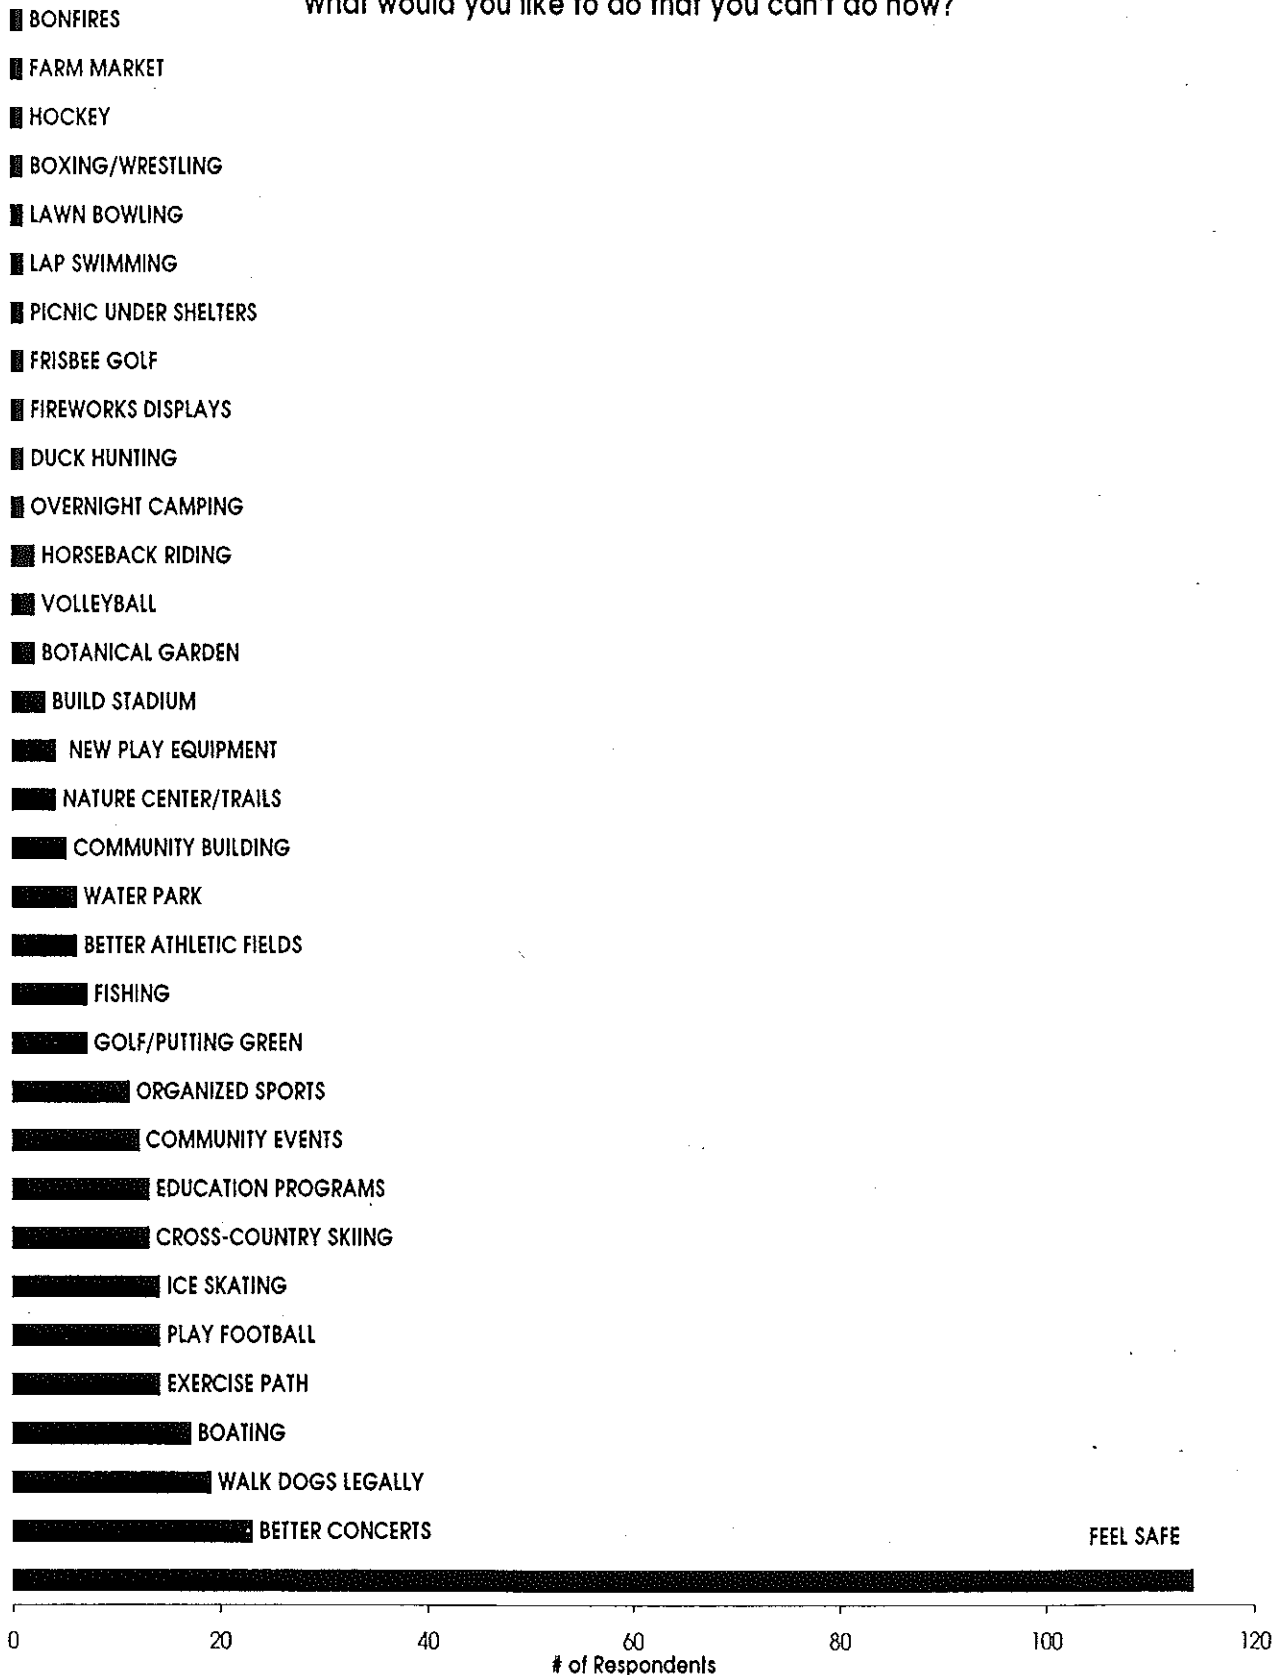 What would you like to do that you can't do now?
BONFIRES
FARM MARKET
HOCKEY
BOXING/WRESTLING
LAWN BOWLING
LAP SWIMMING
PICNIC UNDER SHELTERS
FRISBEE GOLF
FIREWORKS DISPLAYS
DUCK HUNTING
OVERNIGHT CAMPING
HORSEBACK RIDING
VOLLEYBALL
BOTANICAL GARDEN
BUILD STADIUM
NEW PLAY EQUIPMENT
NATURE CENTER/TRAILS
COMMUNITY BUILDING
WATER PARK
BETTER ATHLETIC FIELDS
FISHING
GOLF/PUTTING GREEN
ORGANIZED SPORTS
COMMUNITY EVENTS
EDUCATION PROGRAMS
CROSS-COUNTRY SKIING
ICE SKATING
PLAY FOOTBALL
EXERCISE PATH
BOATING
WALK DOGS LEGALLY
BETTER CONCERTS
FEEL SAFE
0 20 40 60 80 100 120
# of Respondents